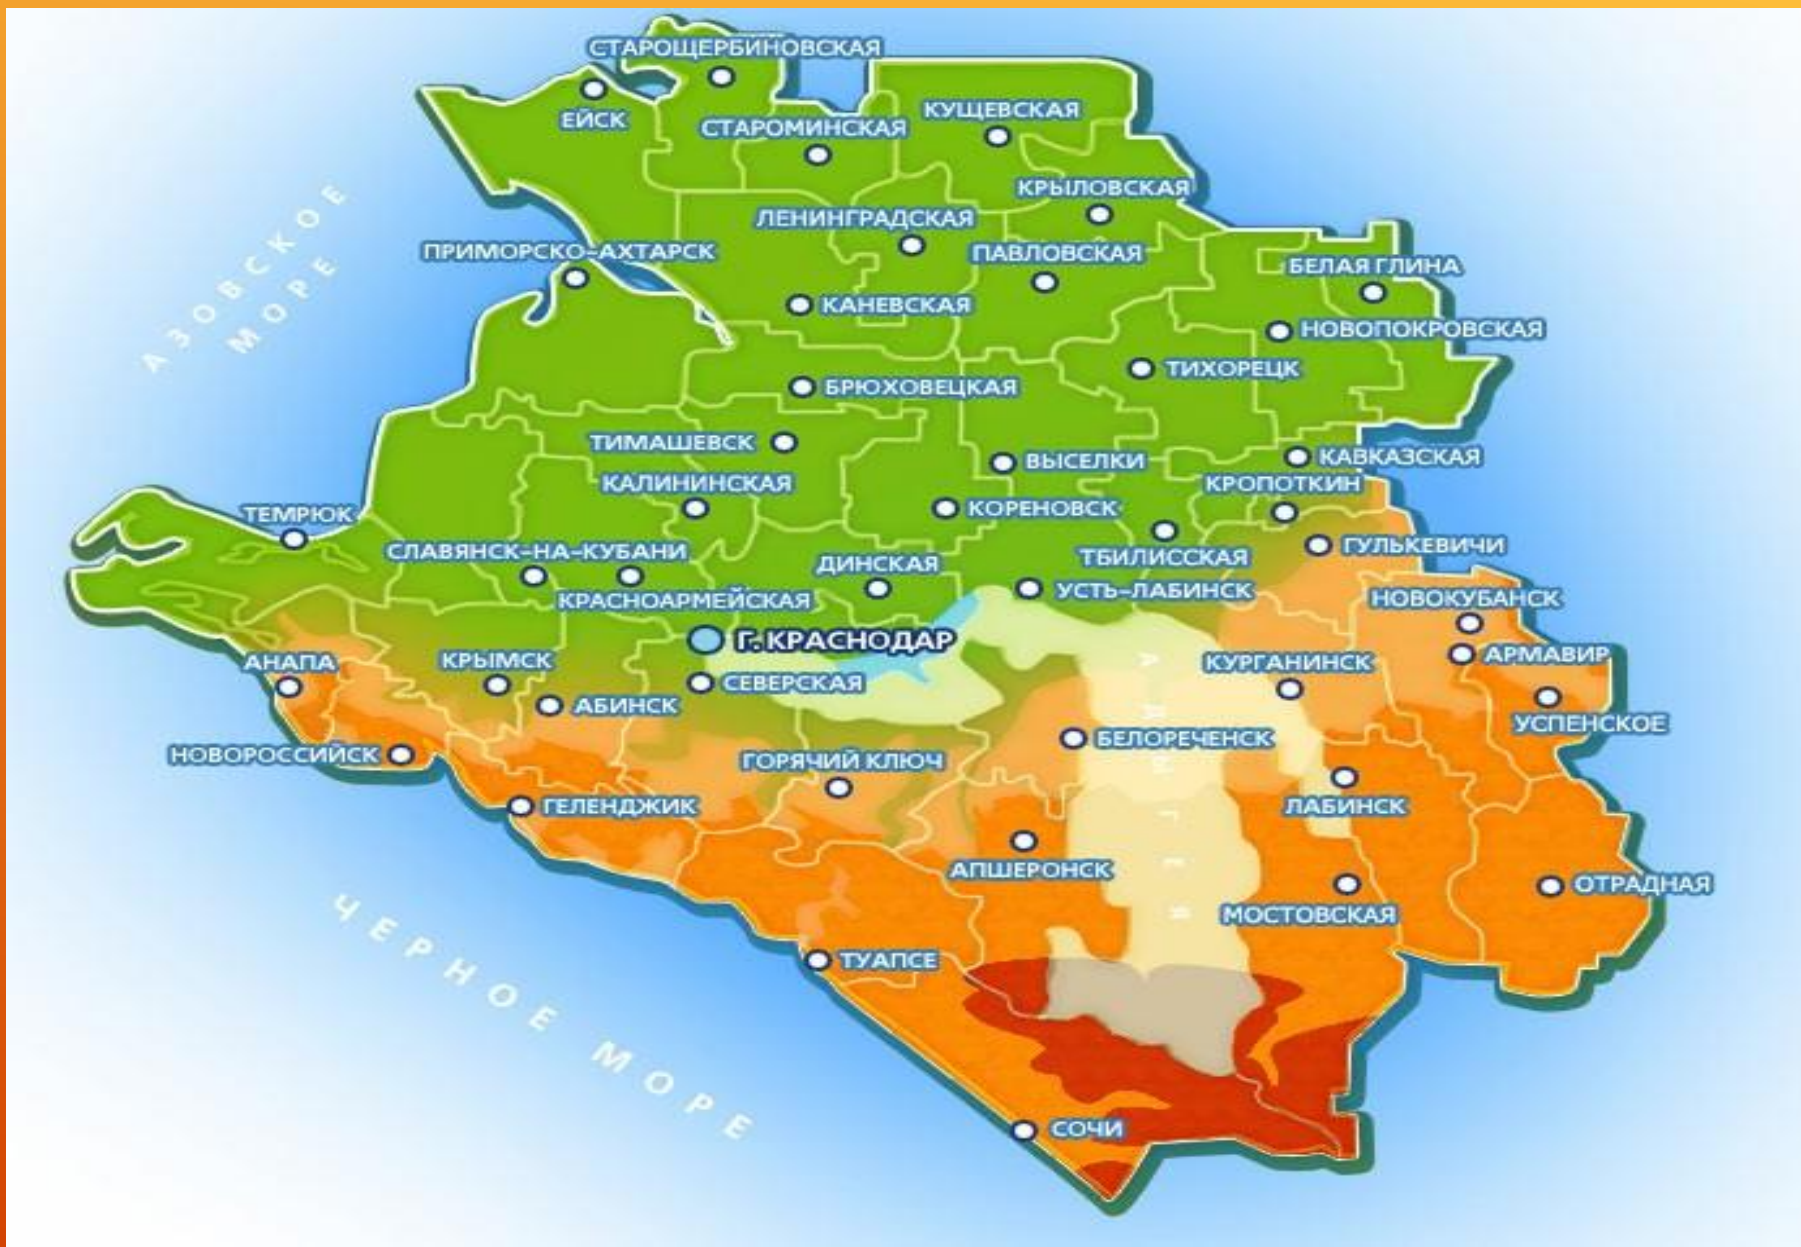 СТАРОЩЕРБИНОВСКАЯ
ЕЙСК
СТАРОМИНСКАЯ
КУЩЕВСКАЯ
КРЫЛОВСКАЯ
ЛЕНИНГРАДСКАЯ
ПРИМОРСКО-АХТАРСК
ПАВЛОВСКАЯ
БЕЛАЯ ГЛИНА
АЗОВСКОЕ
МОРЕ
КАНЕВСКАЯ
НОВОПОКРОВСКАЯ
ТИХОРЕЦК
БРЮХОВЕЦКАЯ
ТИМАШЕВСК
ВЫСЕЛКИ
КАВКАЗСКАЯ
КАЛИНИНСКАЯ
КРОПОТКИН
ТЕМРЮК
КОРЕНОВСК
СЛАВЯНСК-НА-КУБАНИ
ТБИЛИССКАЯ
ГУЛЬКЕВИЧИ
ДИНСКАЯ
КРАСНОАРМЕЙСКАЯ
УСТЬ-ЛАБИНСК
НОВОКУБАНСК
Г. КРАСНОДАР
АНАПА
КРЫМСК
КУРГАНИНСК
АРМАВИР
СЕВЕРСКАЯ
АБИНСК
УСПЕНСКОЕ
АДЫГЕЯ
БЕЛОРЕЧЕНСК
НОВОРОССИЙСК
ГОРЯЧИЙ КЛЮЧ
ГЕЛЕНДЖИК
ЛАБИНСК
АПШЕРОНСК
ОТРАДНАЯ
МОСТОВСКАЯ
ТУАПСЕ
ЧЕРНОЕ МОРЕ
СОЧИ